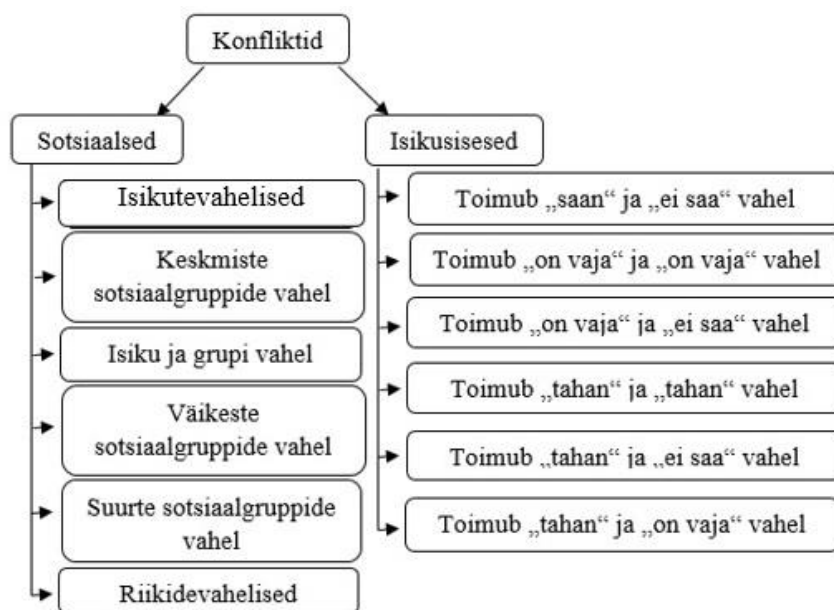 Konfliktid
Sotsiaalsed
Isikutevahelised
Keskmiste
sotsiaalgruppide vahel
Isiku ja grupi vahel
Väikeste
sotsiaalgruppide vahel
Suurte sotsiaalgruppide
vahel
Riikidevahelised
Isikusisesed
Toimub „saan“ ja „ei saa“ vahel
Toimub „on vaja“ ja „on vaja“ vahel
Toimub „on vaja“ ja „ei saa“ vahel
Toimub „tahan“ ja „tahan“ vahel
Toimub „tahan“ ja „ei saa“ vahel
Toimub „tahan“ ja „on vaja“ vahel